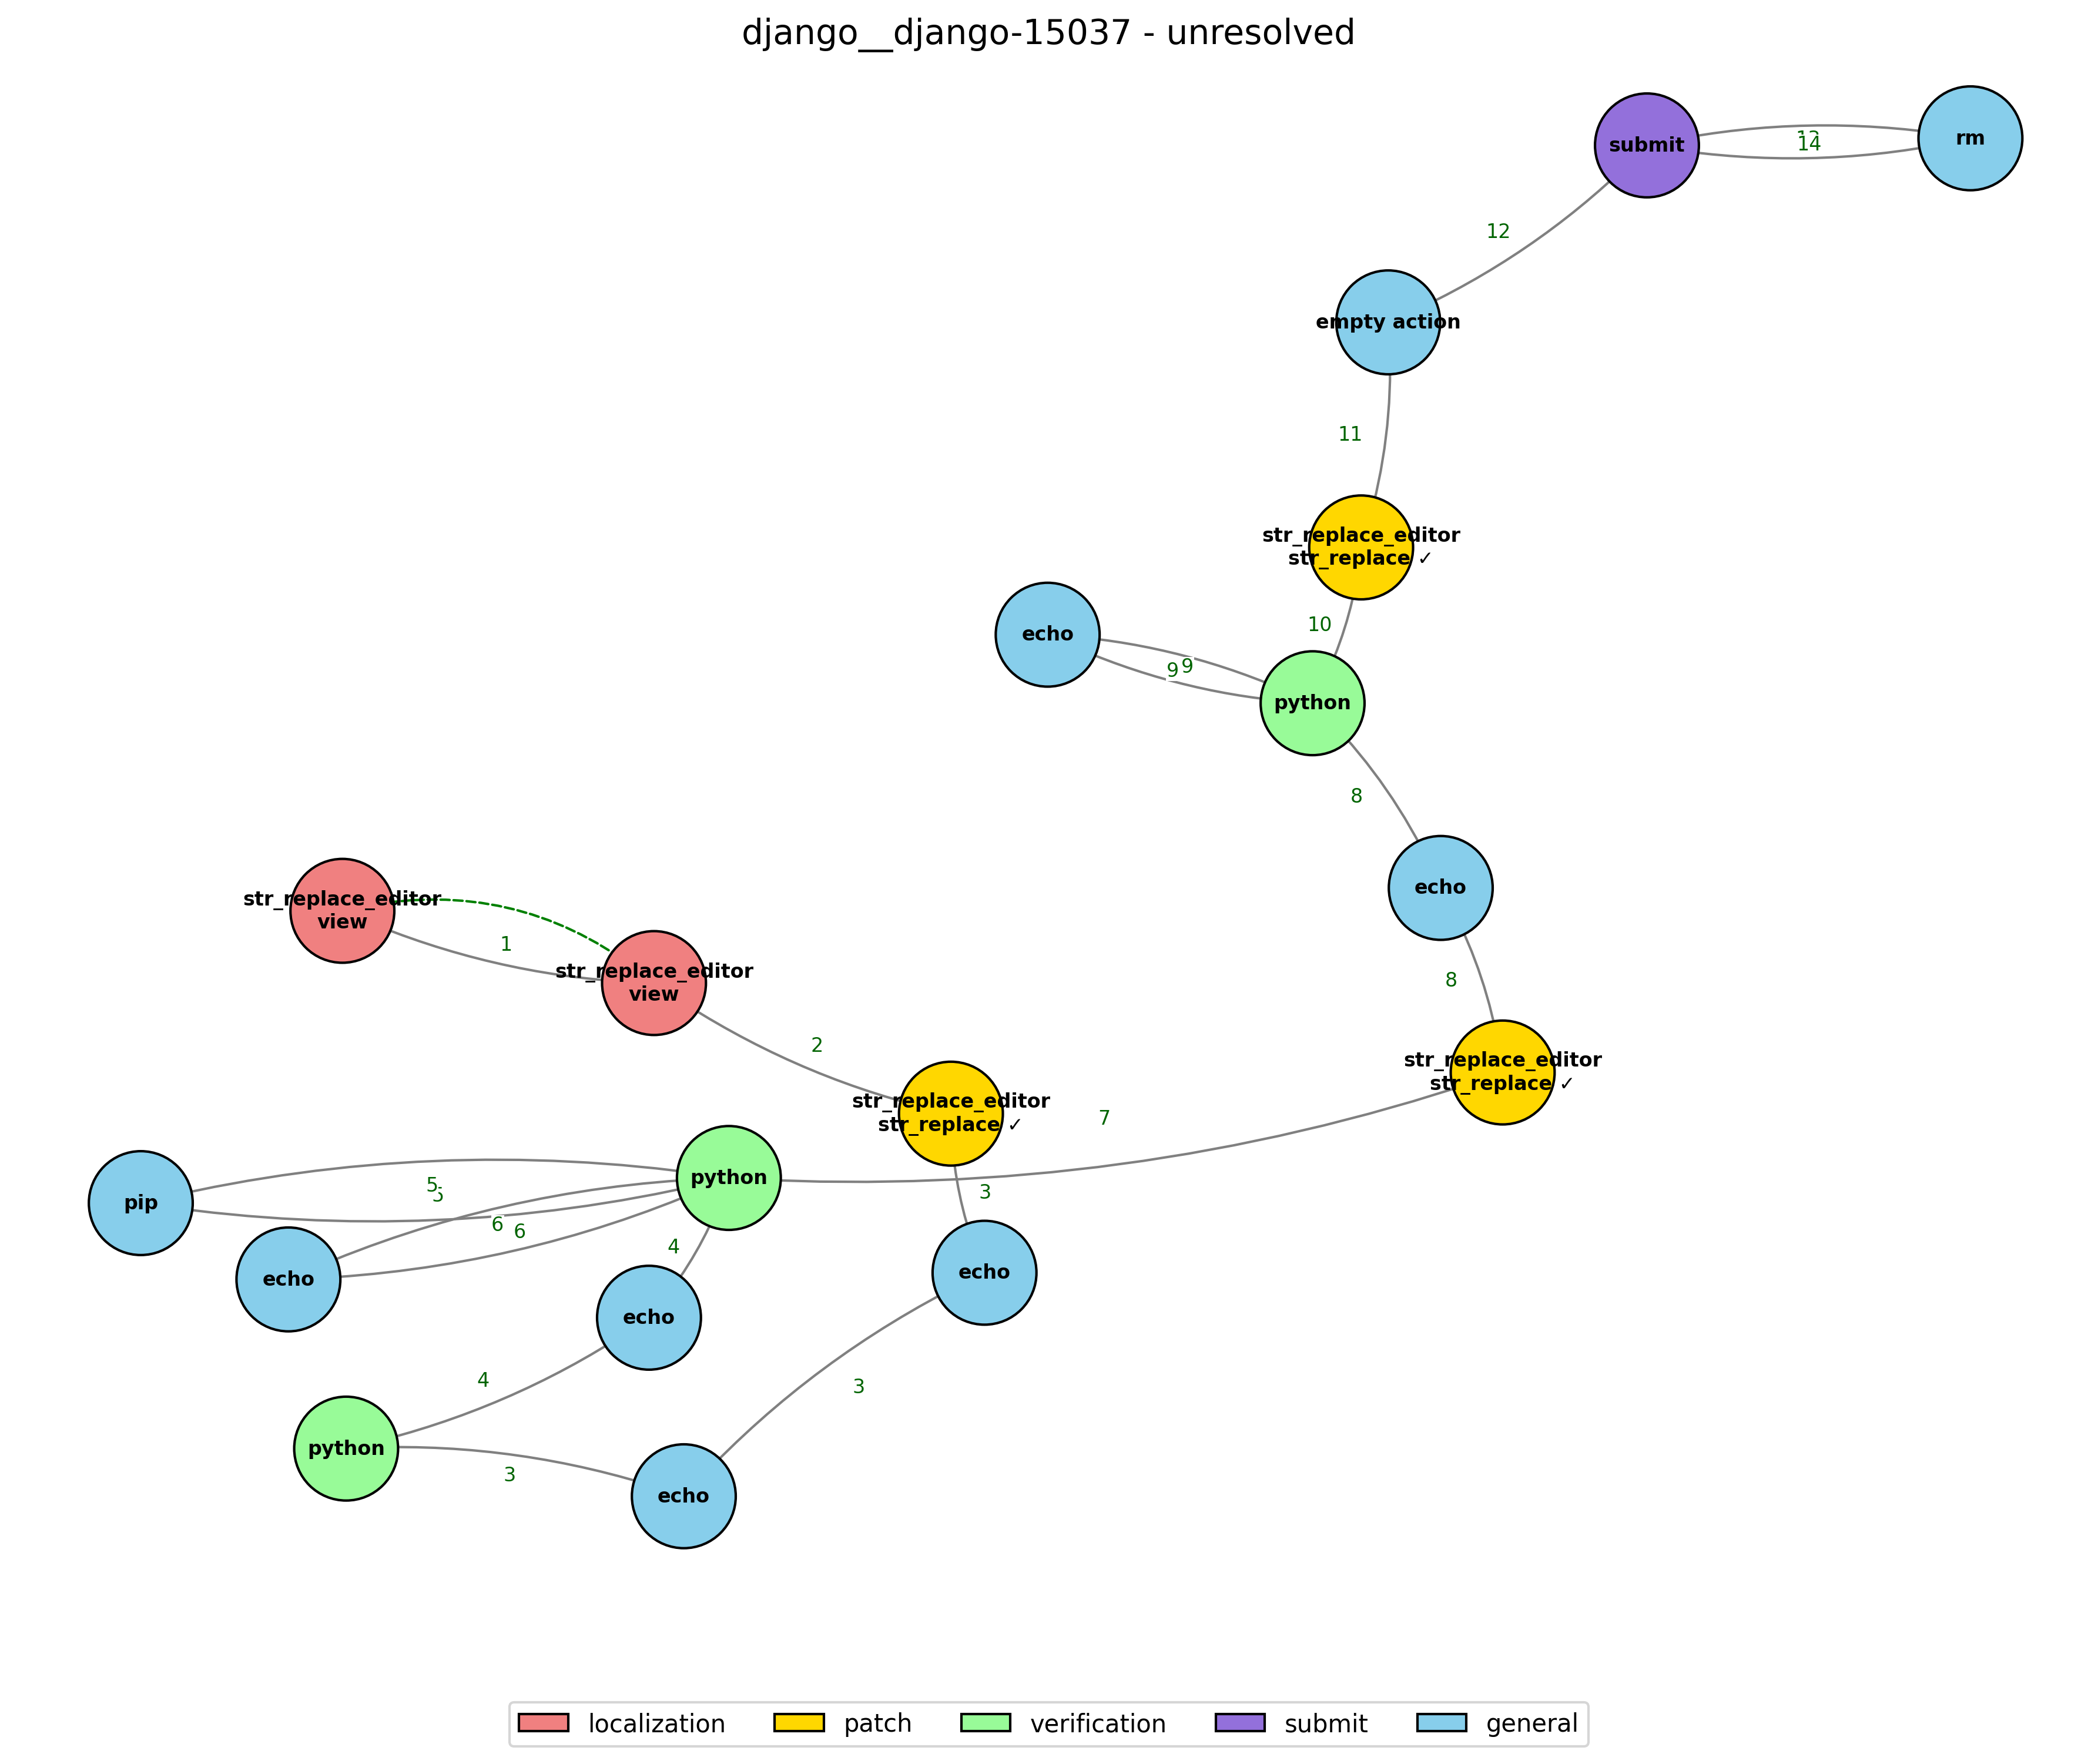 django__django-15037 - unresolved
submit
14
rm
12
empty action
11
str_replace_editor
str_replace ✓
10
echo
9
9
python
8
echo
8
str_replace_editor
view
1
str_replace_editor
view
2
str_replace_editor
str_replace ✓
str_replace_editor
str_replace ✓
7
python
3
pip
5
6
6
echo
4
echo
echo
4
3
python
3
echo
localization
patch
verification
submit
general